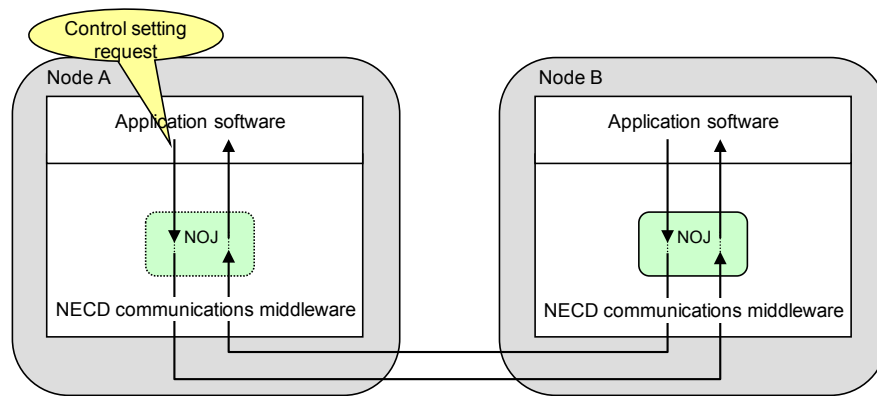 Control setting
request
Node A
Application software
NOJ
NECD communications middleware
Node B
Application software
NOJ
NECD communications middleware